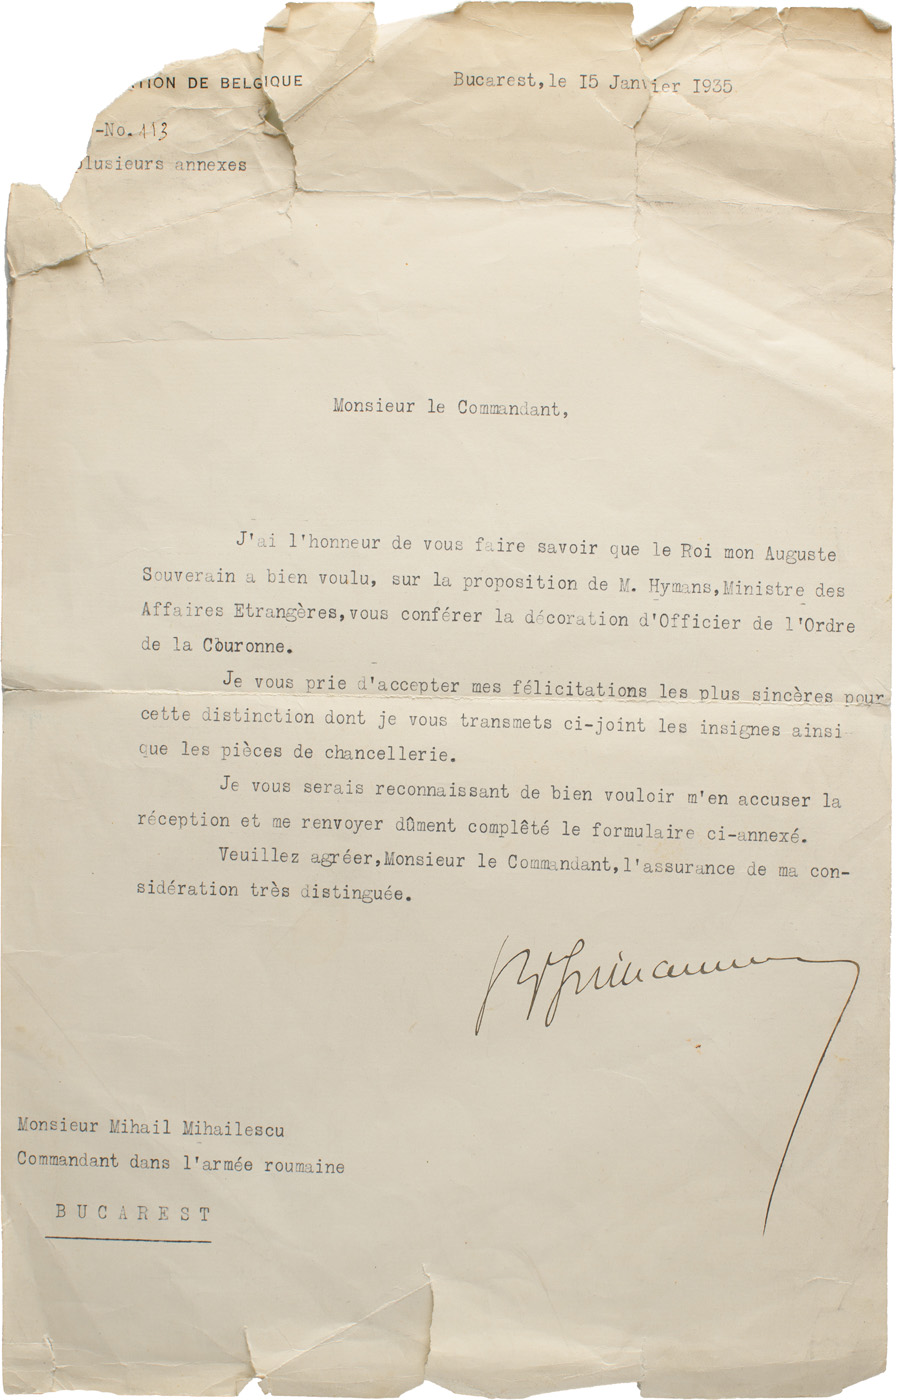 TION DE BELGIQUE
Bucarest, le 15 Janvier 1935
-No. 113
plusieurs annexes
Monsieur le Commandant,
J'ai l'honneur de vous faire savoir que le Roi mon Auguste
Souverain a bien voulu, sur la proposition de M. Hymans,Ministre des
Affaires Etrangères,vous conférer la décoration d'Officier de l'Ordre
de la Couronne.
Je vous prie d'accepter mes félicitations les plus sincères pour
cette distinction dont je vous transmets ci-joint les insignes ainsi
que les pièces de chancellerie.
Je vous serais reconnaissant de bien vouloir m'en accuser la
réception et me renvoyer dûment complêté le formulaire ci-annexé.
Veuillez agréer,Monsieur le Commandant,l'assurance de ma con-
sidération très distinguée.
Monsieur Mihail Mihailescu
Commandant dans l'armée roumaine
BUCAREST